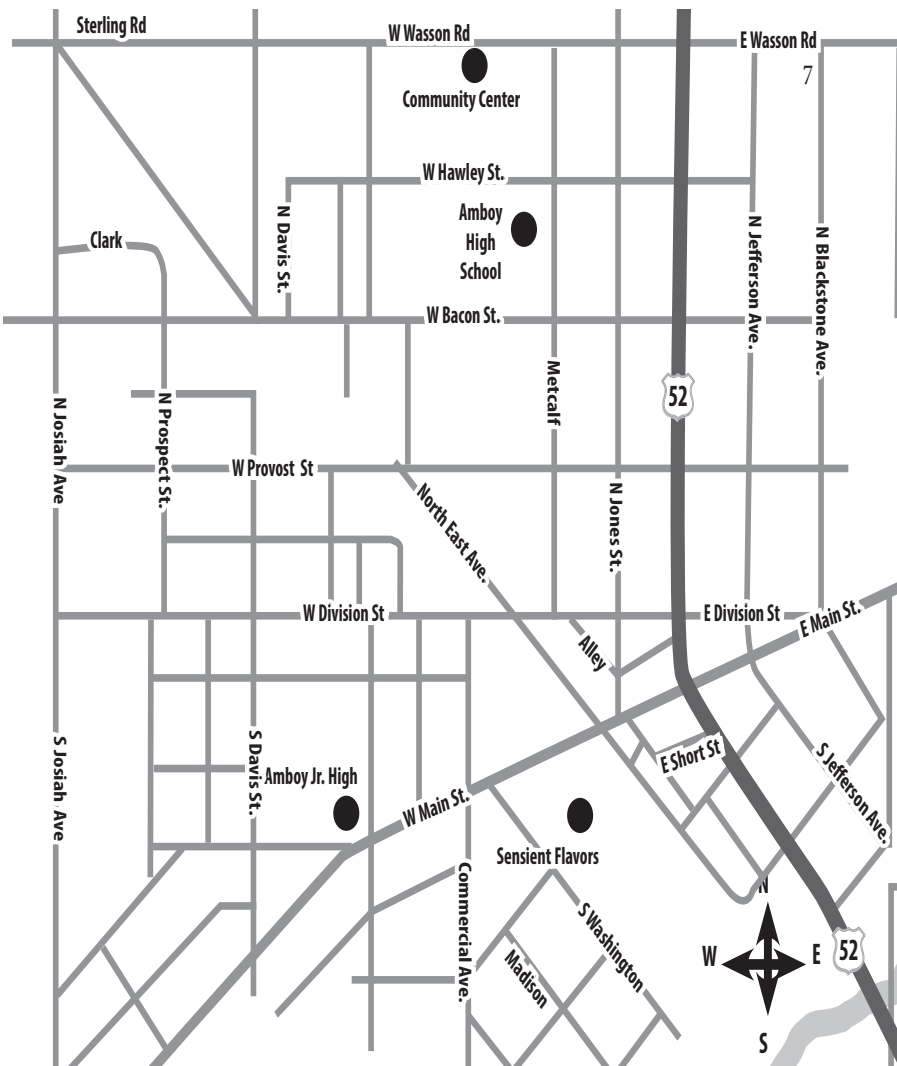 Sterling Rd
W Wasson Rd
E Wasson Rd
7
Community Center
W Hawley St.
Amboy
High
School
N Davis St.
Clark
N Jefferson Ave.
N Blackstone Ave.
W Bacon St.
52
Metcalf
N Josiah Ave
N Prospect St.
W Provost St
North East Ave.
N Jones St.
W Division St
E Division St
E Main St.
Alley
S Josiah Ave
S Davis St.
E Short St
S Jefferson Ave.
Amboy Jr. High
W Main St.
Sensient Flavors
Commercial Ave.
S Washington
Madison
N
W
E
S
52